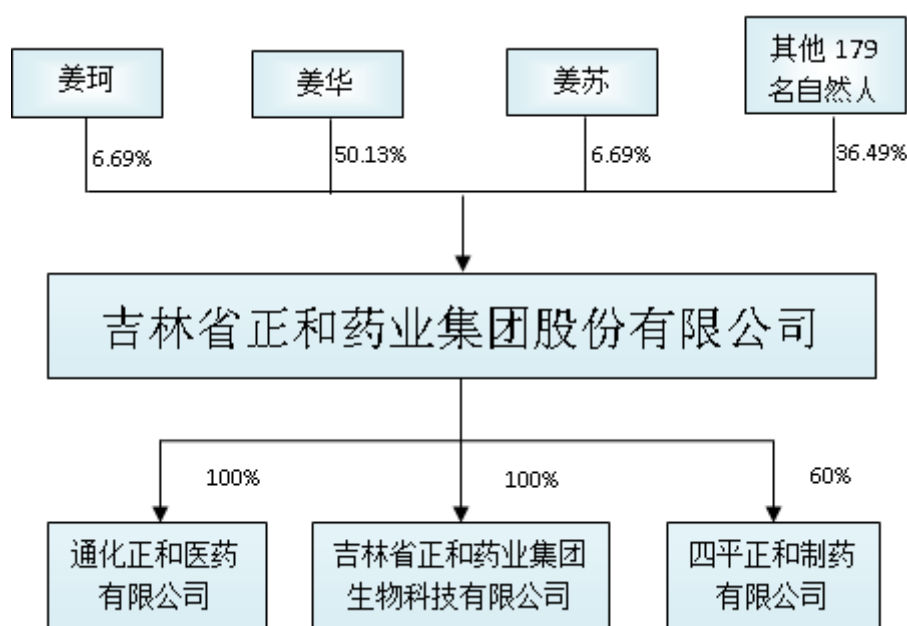 姜珂
姜华
姜苏
其他 179
名自然人
6.69%
50.13%
6.69%
36.49%
吉林省正和药业集团股份有限公司
100%
100%
60%
通化正和医药
有限公司
吉林省正和药业集团
生物科技有限公司
四平正和制药
有限公司